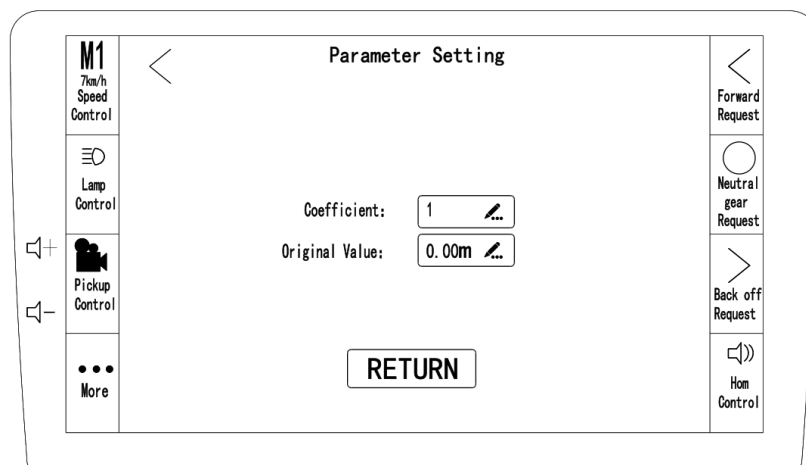 Parameter Setting
M1
7km/h
Speed
Control
Lamp
Control
Pickup
Control
More
Coefficient:
1
Original Value:
0.00m
RETURN
Forward
Request
Neutral
gear
Request
Back off
Request
Hom
Control